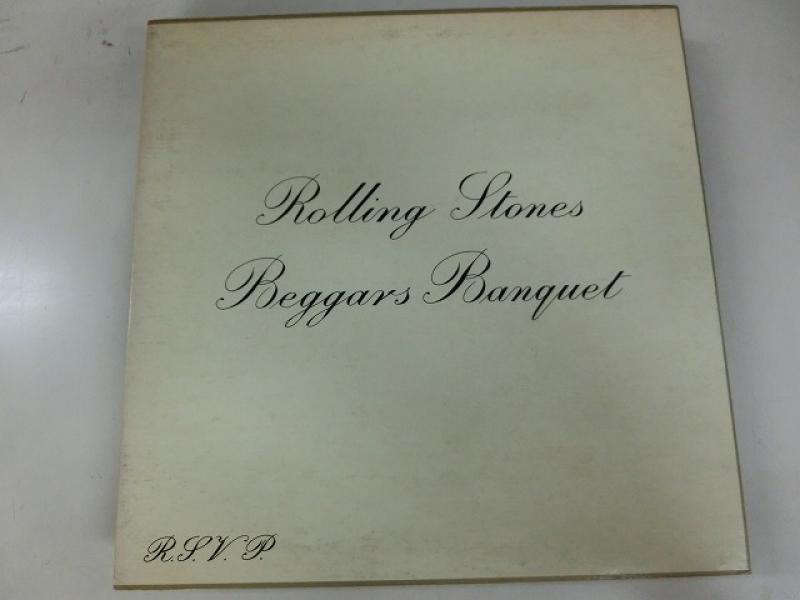 Rolling Stones
Beggars Banquet
R.S.V.P.